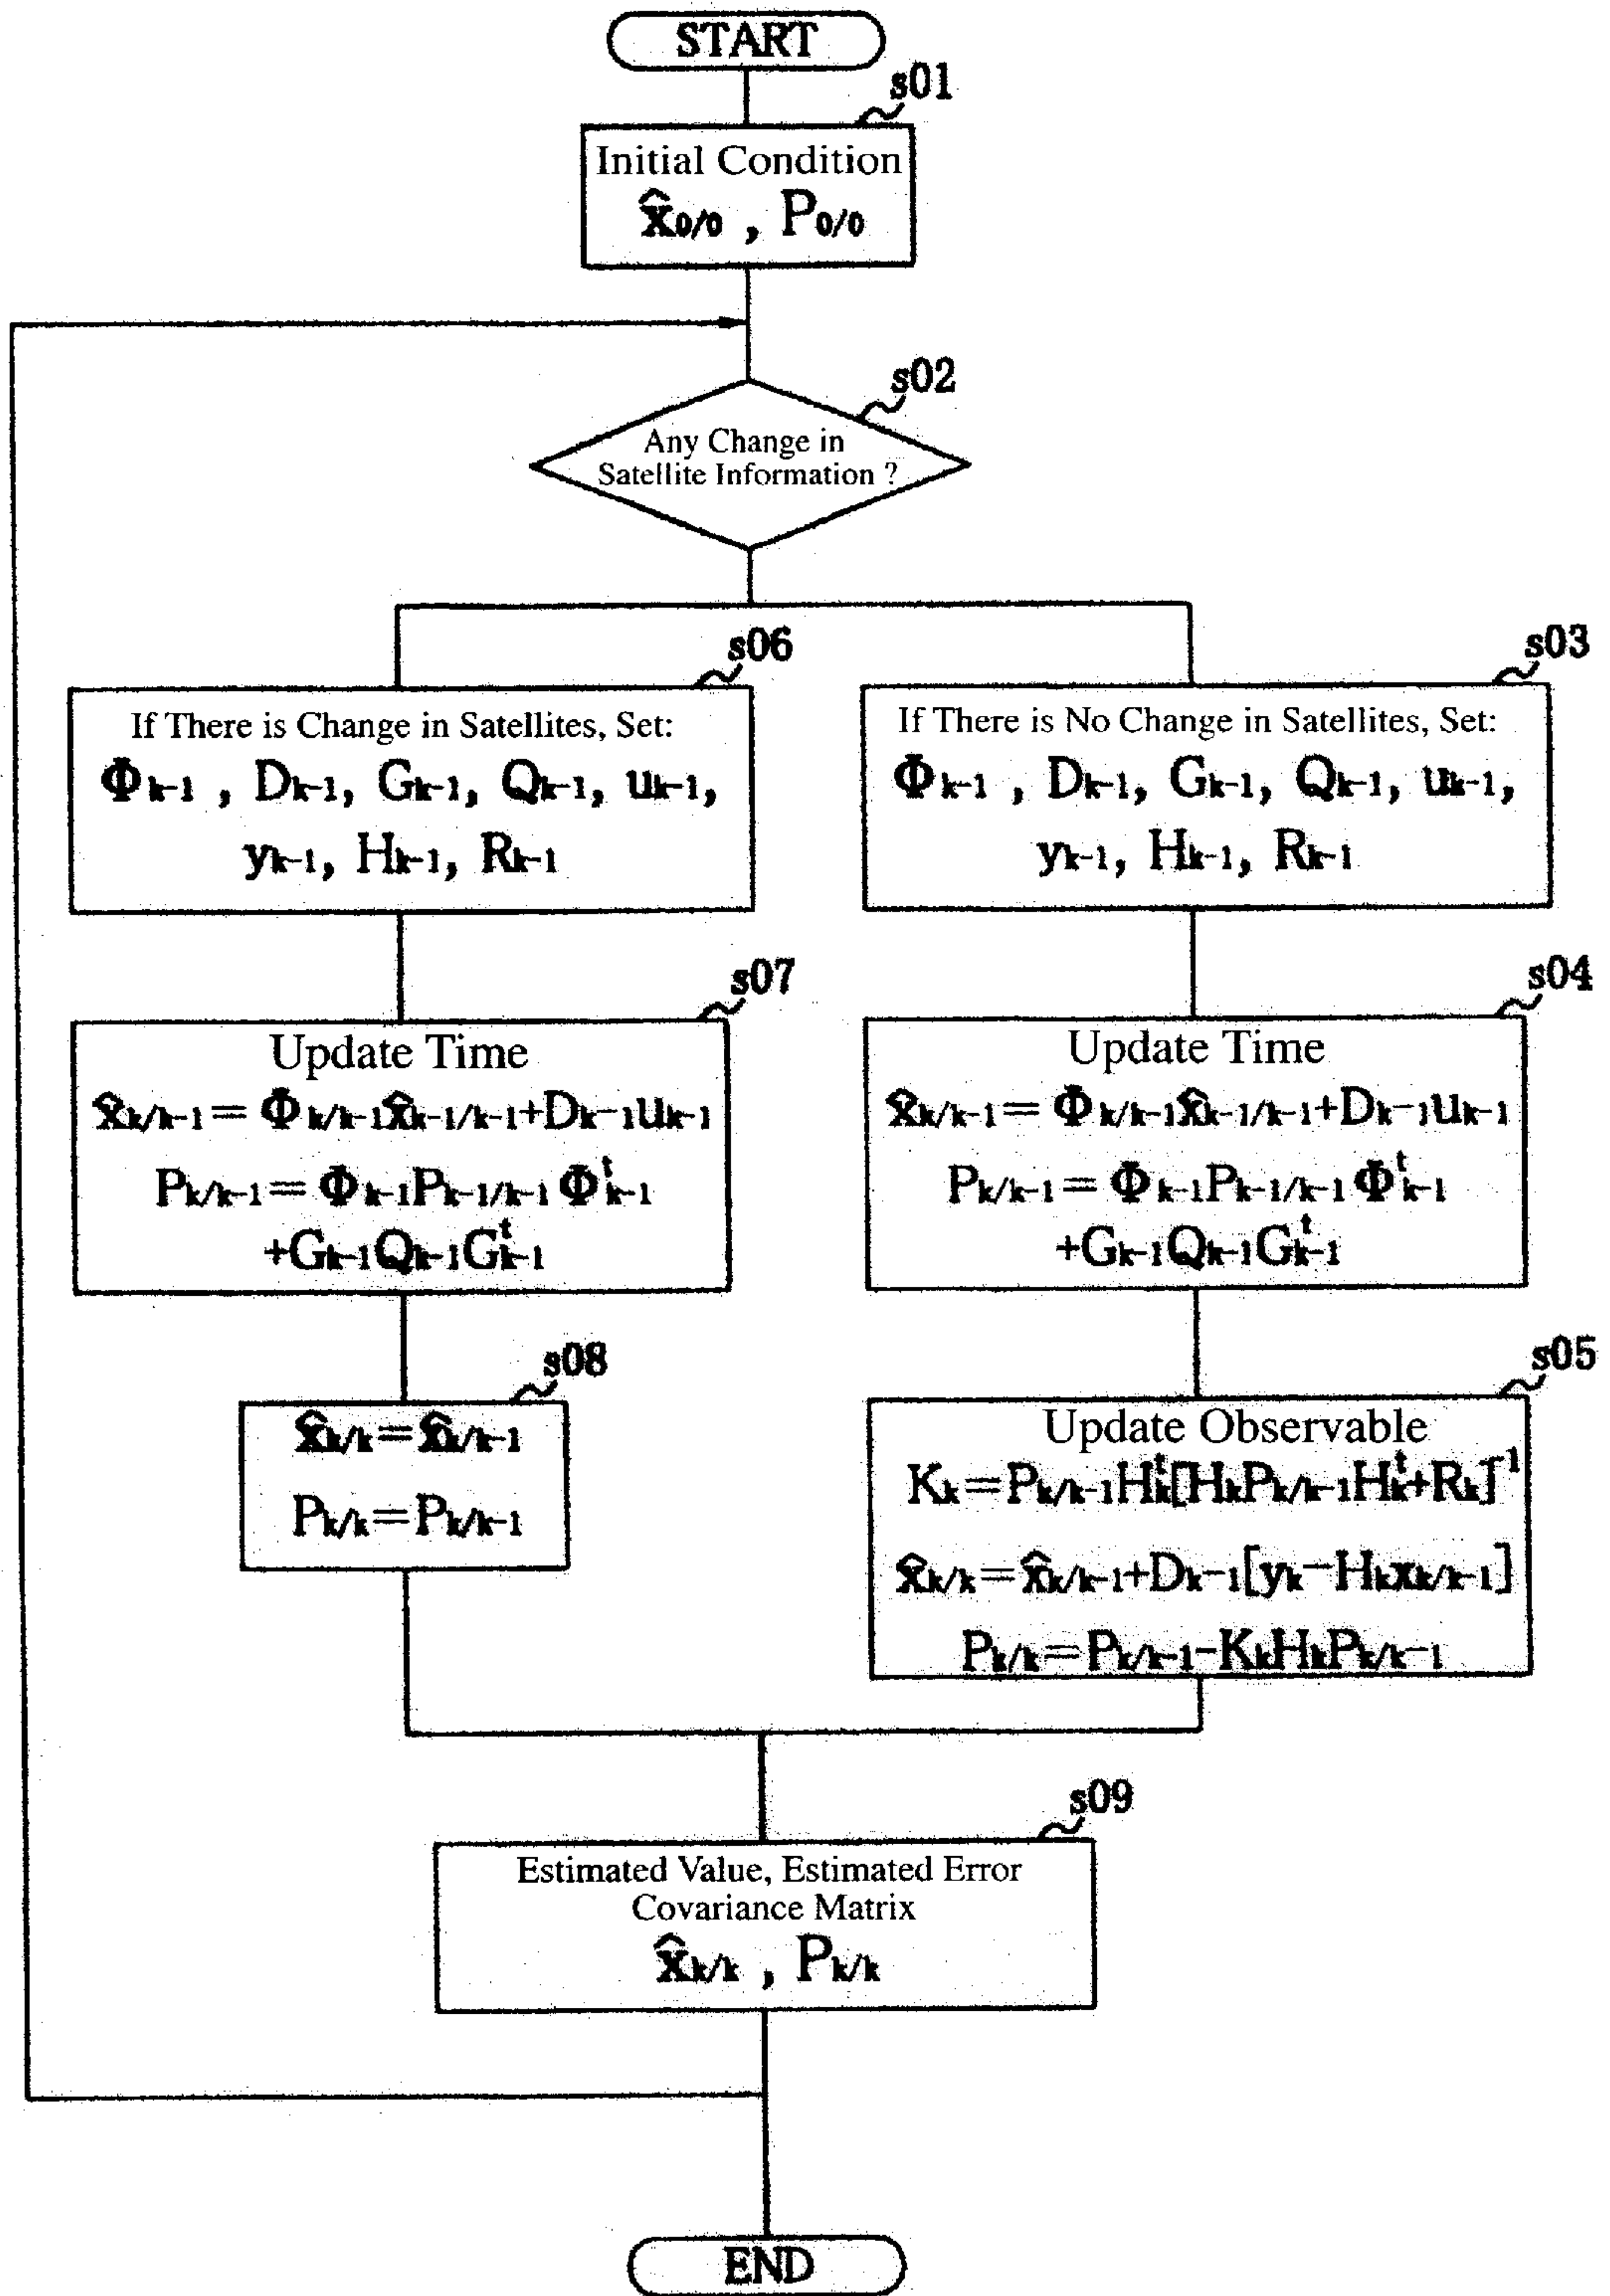 START
s01
Initial Condition
x̂0/0 , P0/0
s02
Any Change in
Satellite Information ?
s06
If There is Change in Satellites, Set:
Φk-1 , Dk-1, Gk-1, Qk-1, uk-1,
yk-1, Hk-1, Rk-1
s03
If There is No Change in Satellites, Set:
Φk-1 , Dk-1, Gk-1, Qk-1, uk-1,
yk-1, Hk-1, Rk-1
s07
Update Time
x̂k/k-1= Φk/k-1x̂k-1/k-1+Dk-1uk-1
Pk/k-1= Φk-1Pk-1/k-1 Φᵗk-1
+Gk-1Qk-1Gᵗk-1
s04
Update Time
x̂k/k-1= Φk/k-1x̂k-1/k-1+Dk-1uk-1
Pk/k-1= Φk-1Pk-1/k-1 Φᵗk-1
+Gk-1Qk-1Gᵗk-1
s08
x̂k/k=x̂k/k-1
Pk/k=Pk/k-1
s05
Update Observable
Kk=Pk/k-1Hᵗk[HkPk/k-1Hᵗk+Rk]⁻¹
x̂k/k=x̂k/k-1+Dk-1[yk-Hkxk/k-1]
Pk/k=Pk/k-1-KkHkPk/k-1
s09
Estimated Value, Estimated Error
Covariance Matrix
x̂k/k , Pk/k
END